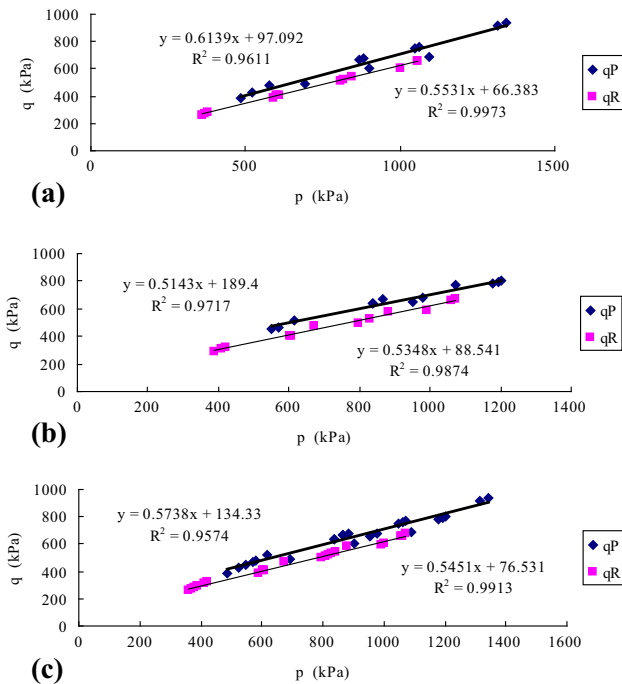 1000
800
600
400
200
0
q (kPa)
y = 0.6139x + 97.092
R² = 0.9611
y = 0.5531x + 66.383
R² = 0.9973
qP
qR
0 500 1000 1500
p (kPa)
(a)
1000
800
600
400
200
0
q (kPa)
y = 0.5143x + 189.4
R² = 0.9717
y = 0.5348x + 88.541
R² = 0.9874
qP
qR
0 200 400 600 800 1000 1200 1400
p (kPa)
(b)
1000
800
600
400
200
0
q (kPa)
y = 0.5738x + 134.33
R² = 0.9574
y = 0.5451x + 76.531
R² = 0.9913
qP
qR
0 200 400 600 800 1000 1200 1400 1600
p (kPa)
(c)